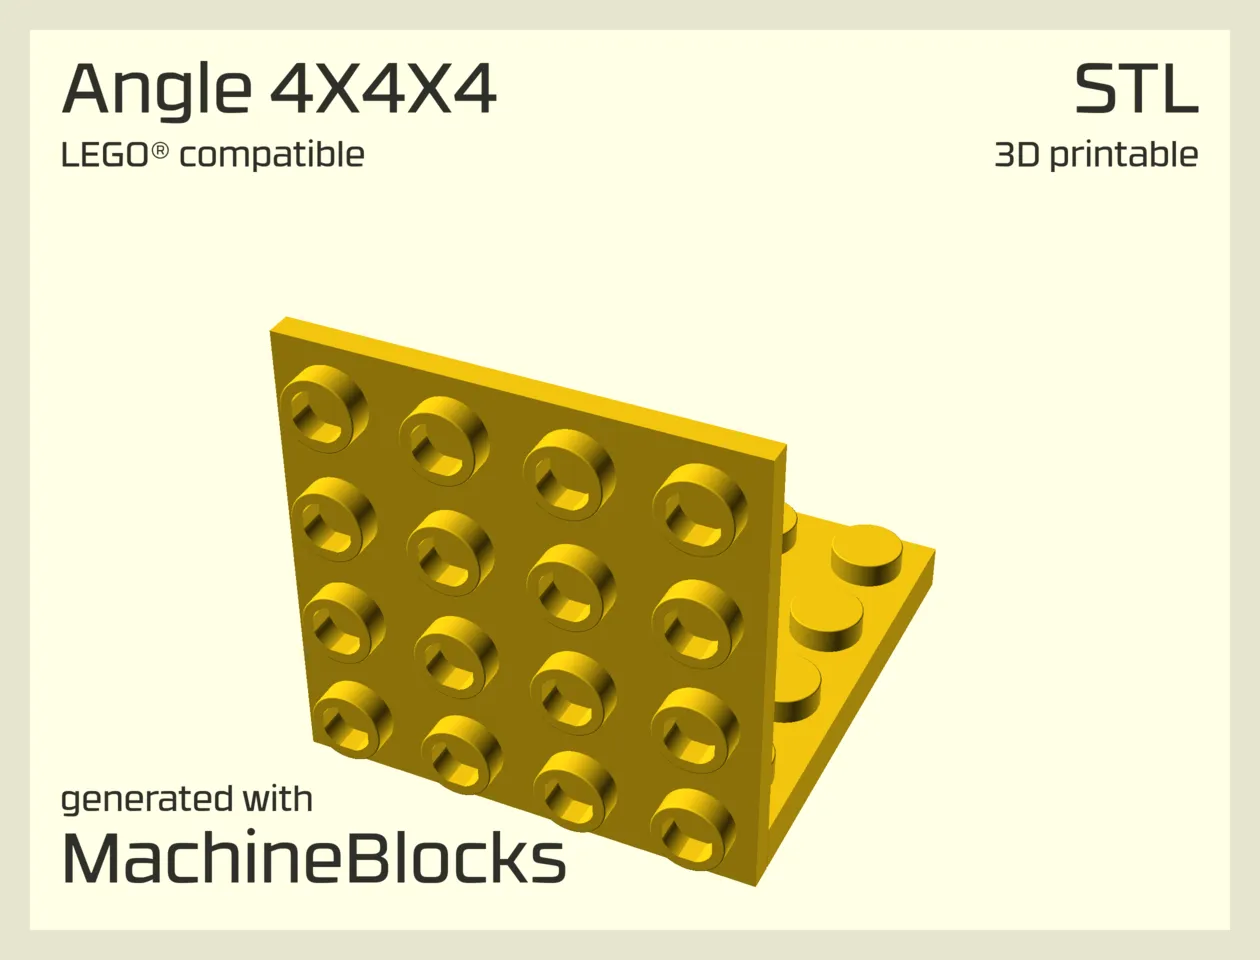 Angle 4X4X4
LEGO® compatible
STL
3D printable
generated with
MachineBlocks